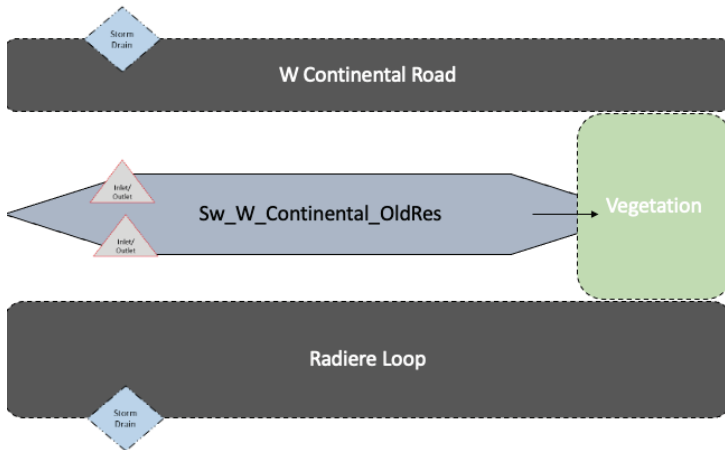 Storm
Drain
W Continental Road
Inlet/
Outlet
Sw_W_Continental_OldRes
Vegetation
Inlet/
Outlet
Radiere Loop
Storm
Drain